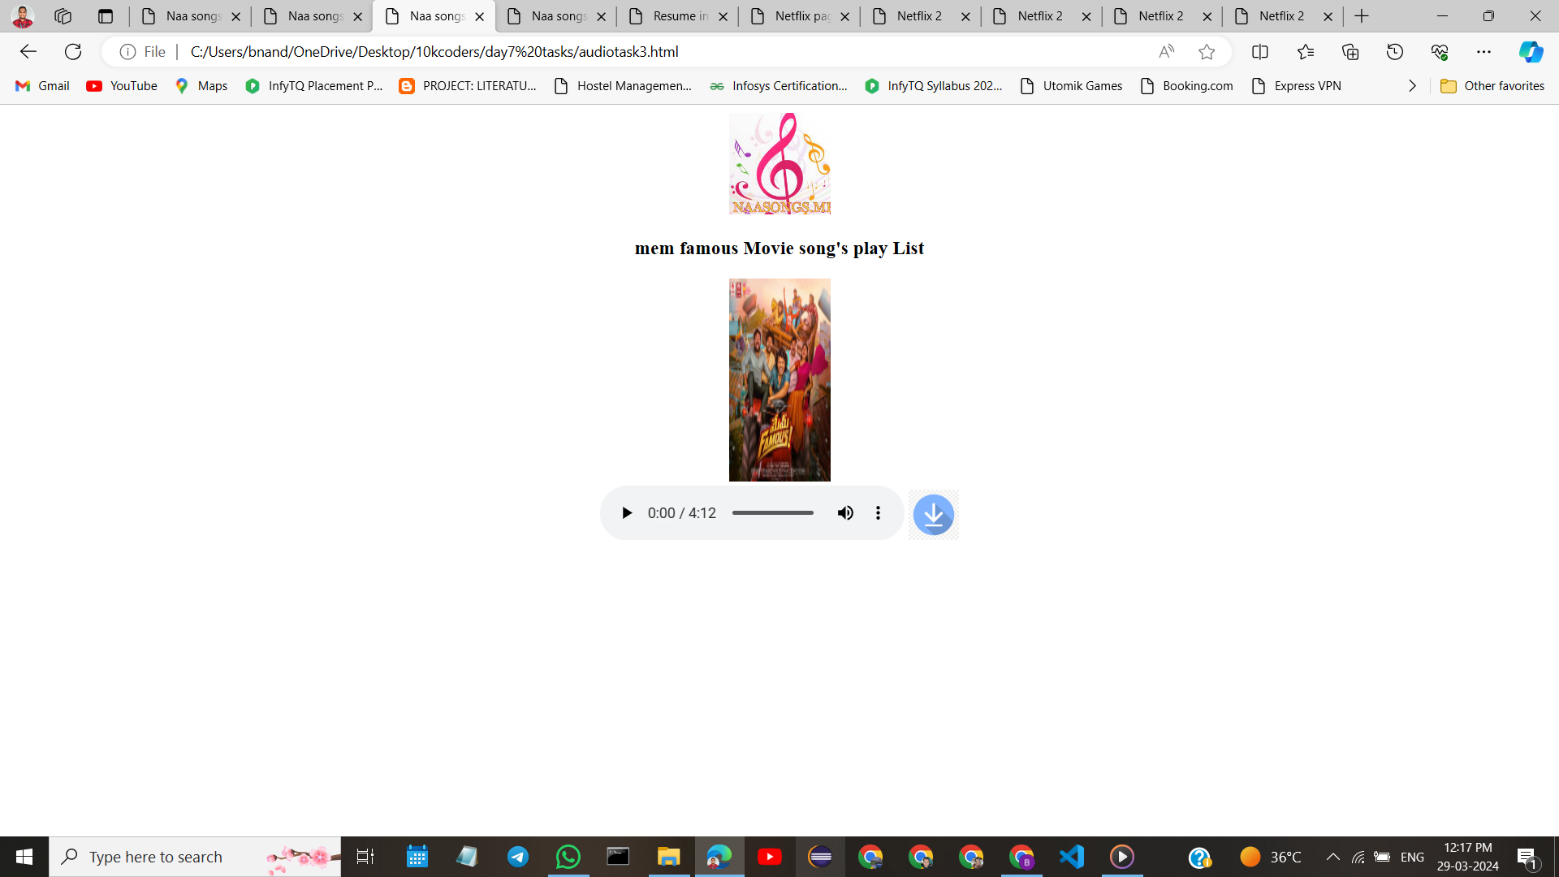 Naa songs Naa songs Naa songs Naa songs Resume in Netflix pag Netflix 2 Netflix 2 Netflix 2 Netflix 2
File C:/Users/bnand/OneDrive/Desktop/10kcoders/day7%20tasks/audiotask3.html
Gmail YouTube Maps InfyTQ Placement P... PROJECT: LITERATU... Hostel Managemen... Infosys Certification... InfyTQ Syllabus 202... Utomik Games Booking.com Express VPN Other favorites
NAASONGS.M
mem famous Movie song's play List
మేమ్
FAMOUS!
0:00 / 4:12
Type here to search 36°C ENG 12:17 PM
29-03-2024 1